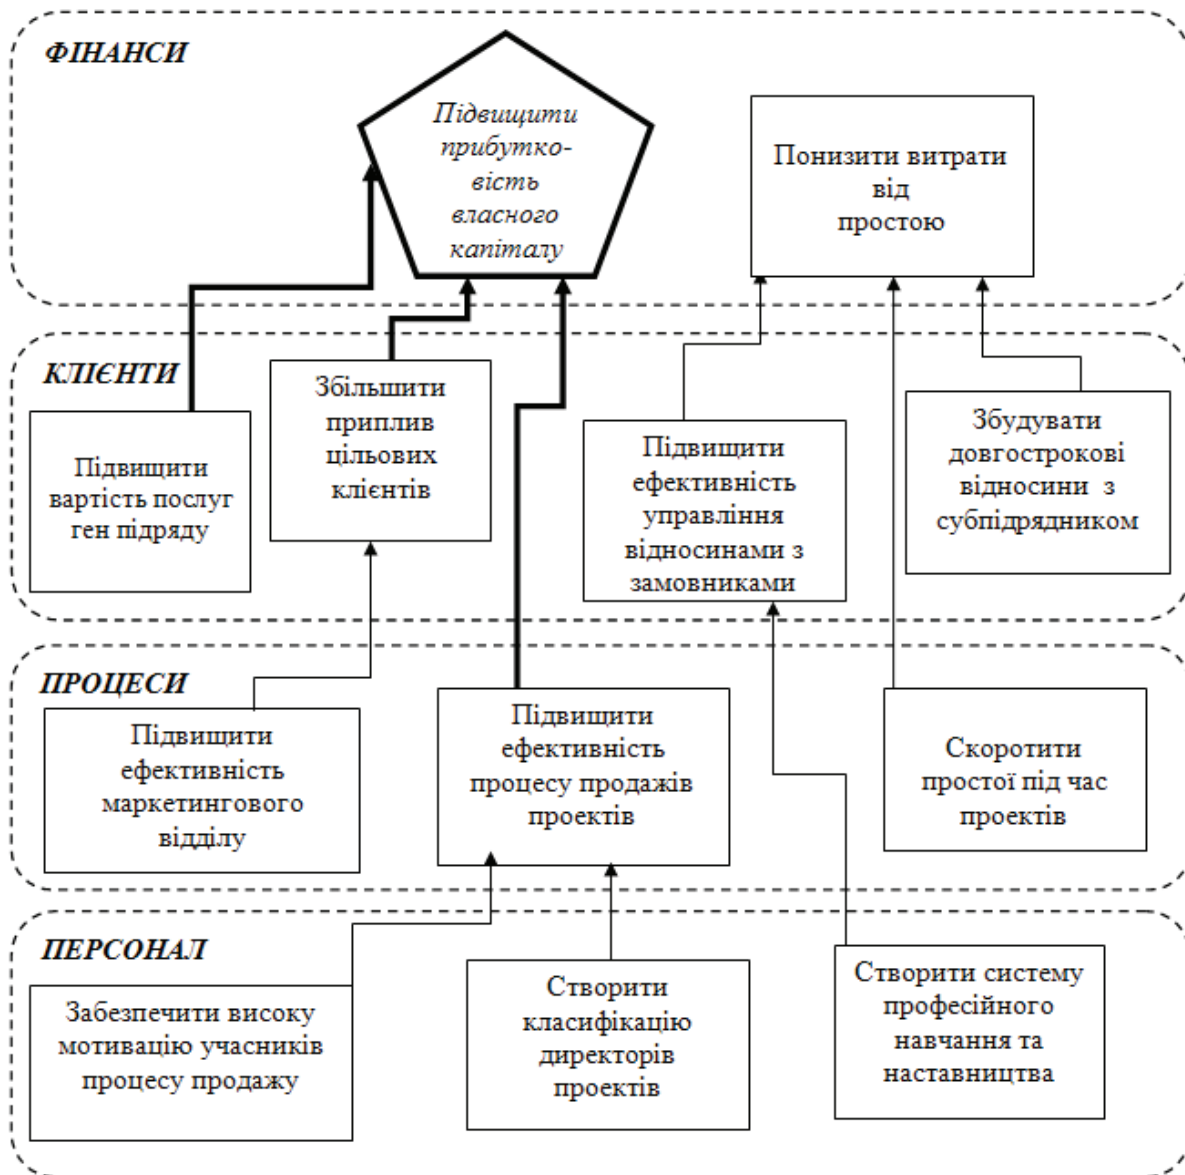 ФІНАНСИ
Підвищити
прибутко-
вість
власного
капіталу
Понизити витрати
від
простою
КЛІЄНТИ
Підвищити
вартість послуг
ген підряду
Збільшити
приплив
цільових
клієнтів
Підвищити
ефективність
управління
відносинами з
замовниками
Збудувати
довгострокові
відносини з
субпідрядником
ПРОЦЕСИ
Підвищити
ефективність
маркетингового
відділу
Підвищити
ефективність
процесу продажів
проектів
Скоротити
простої під час
проектів
ПЕРСОНАЛ
Забезпечити високу
мотивацію учасників
процесу продажу
Створити
класифікацію
директорів
проектів
Створити систему
професійного
навчання та
наставництва